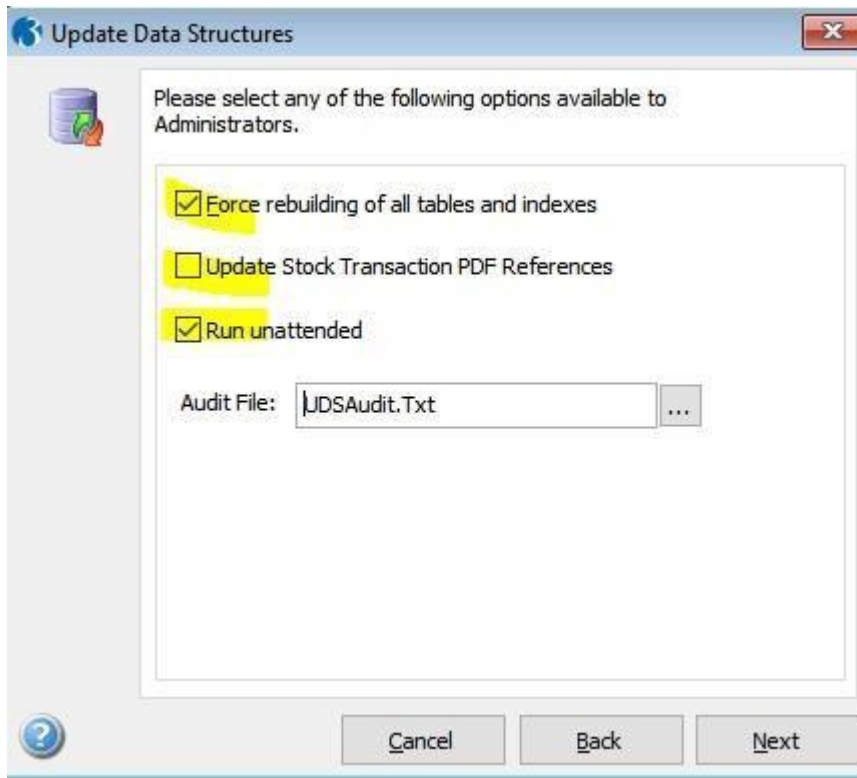 Update Data Structures
Please select any of the following options available to
Administrators.
Force rebuilding of all tables and indexes
Update Stock Transaction PDF References
Run unattended
Audit File: UDSAudit.Txt ...
Cancel Back Next